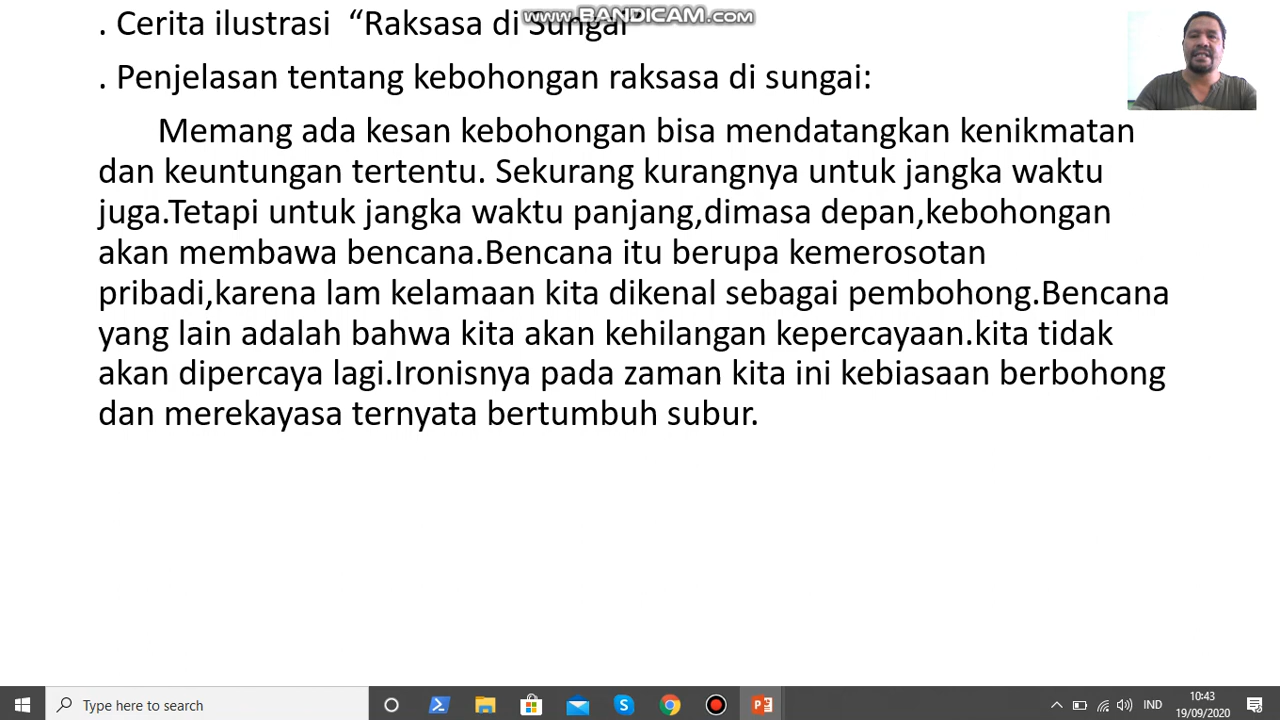 www.BANDICAM.com
. Cerita ilustrasi “Raksasa di Sungai”
. Penjelasan tentang kebohongan raksasa di sungai:
Memang ada kesan kebohongan bisa mendatangkan kenikmatan
dan keuntungan tertentu. Sekurang kurangnya untuk jangka waktu
juga.Tetapi untuk jangka waktu panjang,dimasa depan,kebohongan
akan membawa bencana.Bencana itu berupa kemerosotan
pribadi,karena lam kelamaan kita dikenal sebagai pembohong.Bencana
yang lain adalah bahwa kita akan kehilangan kepercayaan.kita tidak
akan dipercaya lagi.Ironisnya pada zaman kita ini kebiasaan berbohong
dan merekayasa ternyata bertumbuh subur.
Type here to search
IND
10:43
19/09/2020